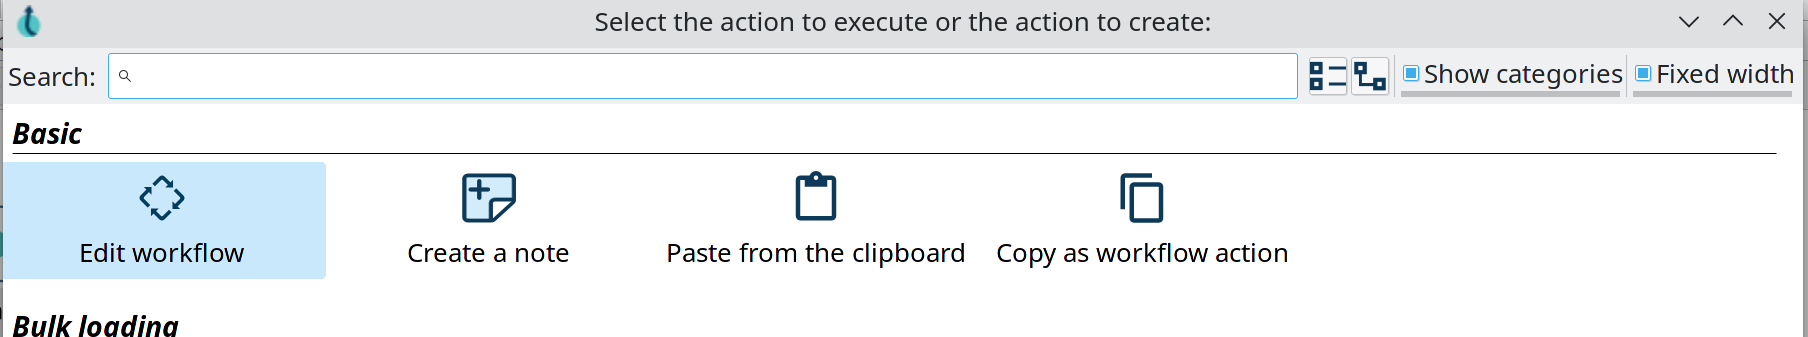 Select the action to execute or the action to create:
Search: Show categories Fixed width
Basic
Edit workflow Create a note Paste from the clipboard Copy as workflow action
Bulk loading